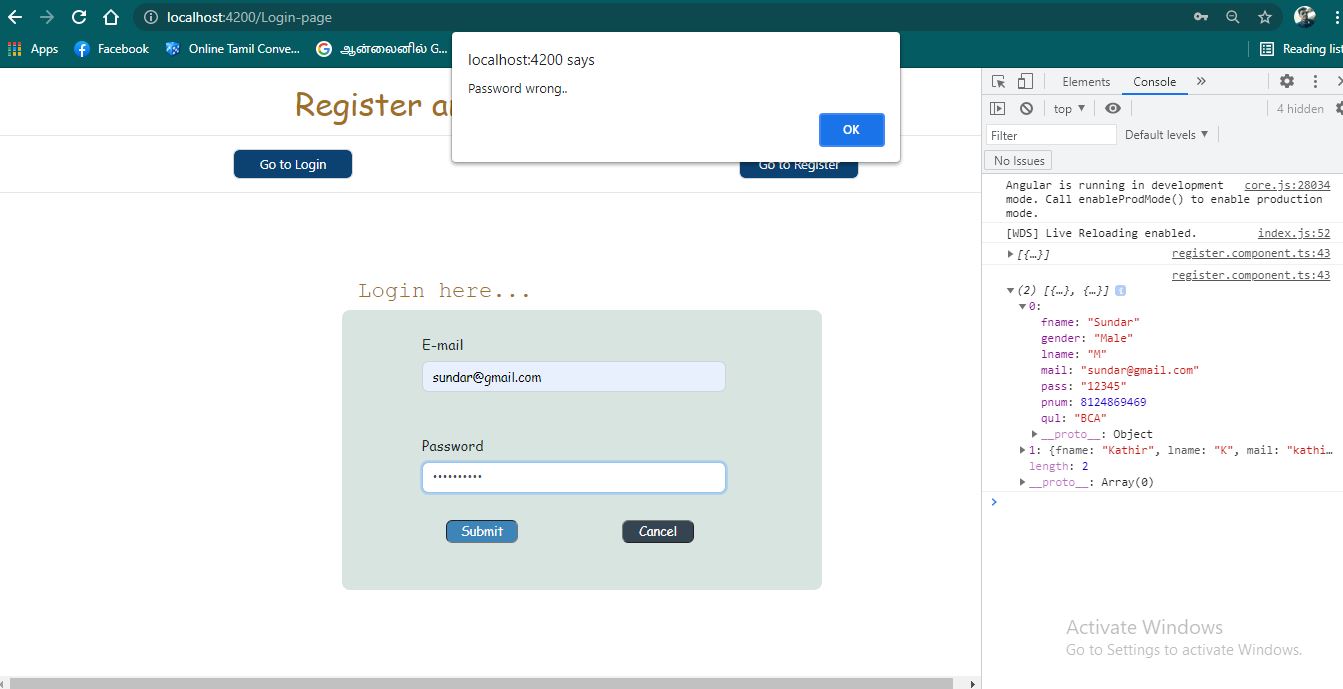 localhost:4200/Login-page
Apps Facebook Online Tamil Conve... ஆன்லைனில் G... Reading list
localhost:4200 says
Password wrong..
OK
Register a
Go to Login
Go to Register
Login here...
E-mail
sundar@gmail.com
Password
••••••••••
Submit Cancel
Elements Console »
top ▼ 4 hidden
Filter Default levels ▼
No Issues
Angular is running in development core.js:28034
mode. Call enableProdMode() to enable production
mode.
[WDS] Live Reloading enabled. index.js:52
▶[{…}] register.component.ts:43
register.component.ts:43
▼(2) [{…}, {…}] i
▼0:
fname: "Sundar"
gender: "Male"
lname: "M"
mail: "sundar@gmail.com"
pass: "12345"
pnum: 8124869469
qul: "BCA"
▶__proto__: Object
▶1: {fname: "Kathir", lname: "K", mail: "kathi…
length: 2
▶__proto__: Array(0)
Activate Windows
Go to Settings to activate Windows.